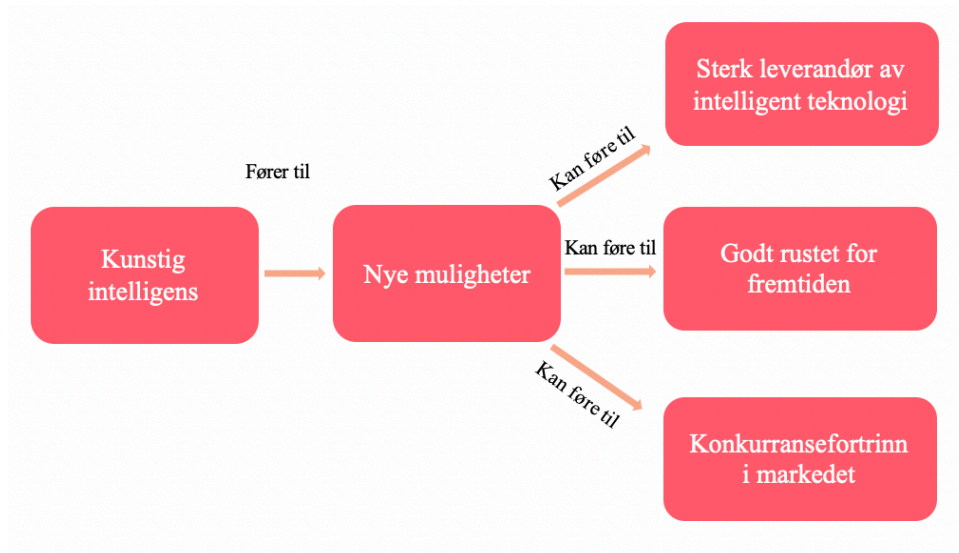 Kunstig
intelligens
Fører til
Nye muligheter
Kan føre til
Sterk leverandør av
intelligent teknologi
Kan føre til
Godt rustet for
fremtiden
Kan føre til
Konkurransefortrinn
i markedet